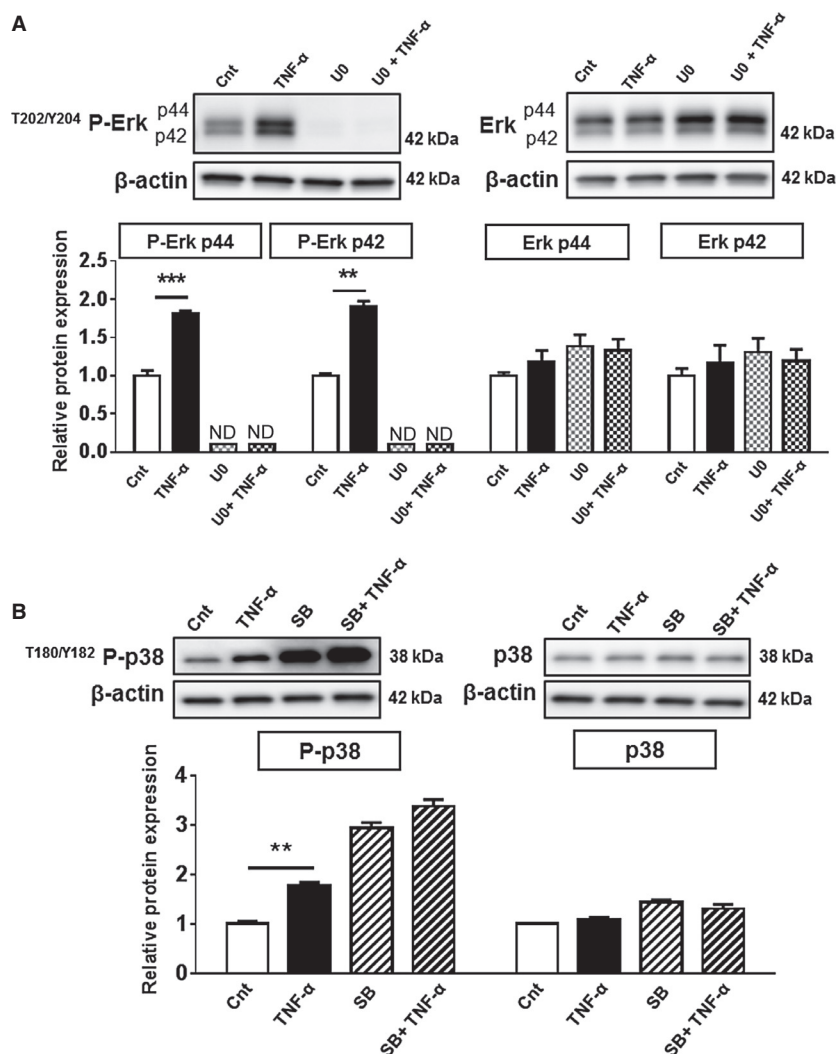 A
Cnt TNF-α U0 U0 + TNF-α
T202/Y204 P-Erk p44 p42 42 kDa
β-actin 42 kDa
Cnt TNF-α U0 U0 + TNF-α
Erk p44 p42 42 kDa
β-actin 42 kDa
P-Erk p44 P-Erk p42 Erk p44 Erk p42
Relative protein expression
2.5
2.0
1.5
1.0
0.5
0.0
*** **
ND ND ND ND
Cnt TNF-α U0 U0+ TNF-α Cnt TNF-α U0 U0+ TNF-α Cnt TNF-α U0 U0+ TNF-α Cnt TNF-α U0 U0+ TNF-α
B
Cnt TNF-α SB SB+ TNF-α
T180/Y182 P-p38 38 kDa
β-actin 42 kDa
Cnt TNF-α SB SB+ TNF-α
p38 38 kDa
β-actin 42 kDa
P-p38 p38
Relative protein expression
4
3
2
1
0
**
Cnt TNF-α SB SB+ TNF-α Cnt TNF-α SB SB+ TNF-α